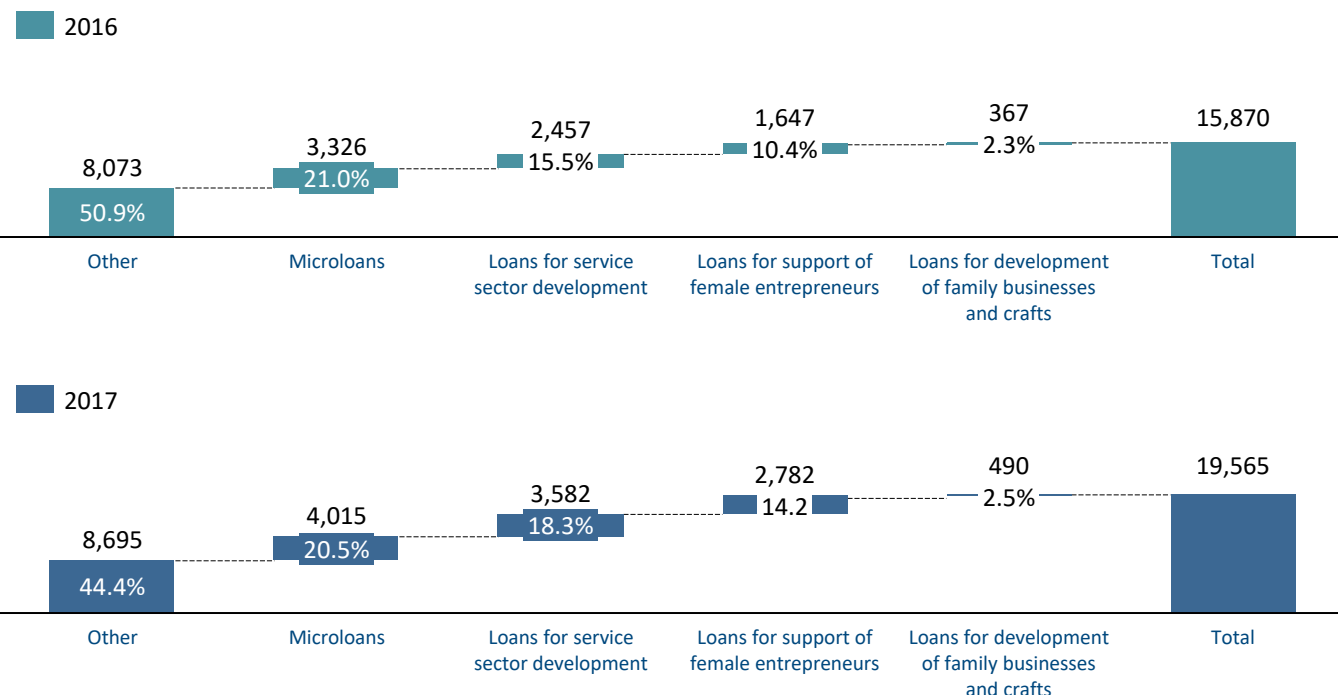 2016
8,073
50.9%
3,326
21.0%
2,457
15.5%
1,647
10.4%
367
2.3%
15,870
Other
Microloans
Loans for service
sector development
Loans for support of
female entrepreneurs
Loans for development
of family businesses
and crafts
Total
2017
8,695
44.4%
4,015
20.5%
3,582
18.3%
2,782
14.2
490
2.5%
19,565
Other
Microloans
Loans for service
sector development
Loans for support of
female entrepreneurs
Loans for development
of family businesses
and crafts
Total